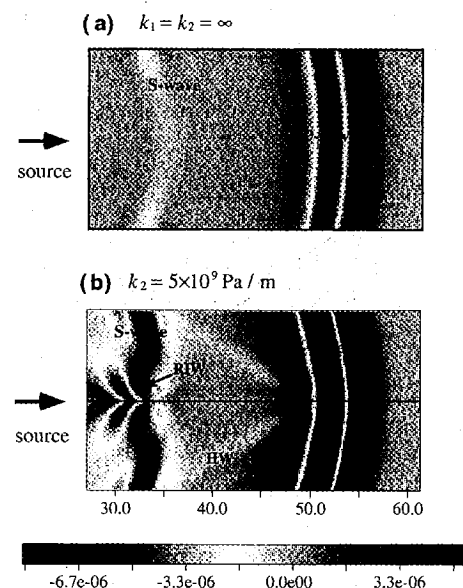 (a) k₁ = k₂ = ∞
S-wave
source
(b) k₂ = 5×10⁹ Pa / m
RIW
HW
source
30.0 40.0 50.0 60.0
-6.7e-06 -3.3e-06 0.0e00 3.3e-06